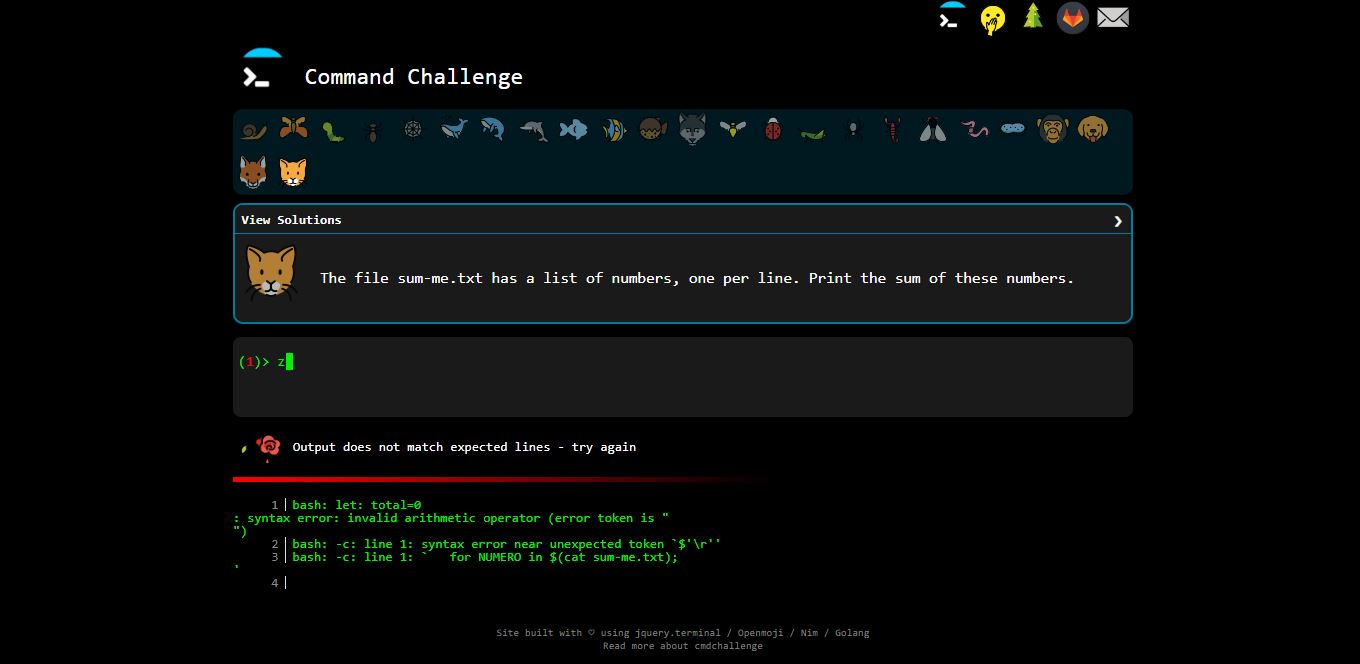 Command Challenge
View Solutions
The file sum-me.txt has a list of numbers, one per line. Print the sum of these numbers.
(1)> z
Output does not match expected lines - try again
1 bash: let: total=0
: syntax error: invalid arithmetic operator (error token is "
")
2 bash: -c: line 1: syntax error near unexpected token `$'\r''
3 bash: -c: line 1: `   for NUMERO in $(cat sum-me.txt);
'
4
Site built with ♡ using jquery.terminal / Openmoji / Nim / Golang
Read more about cmdchallenge